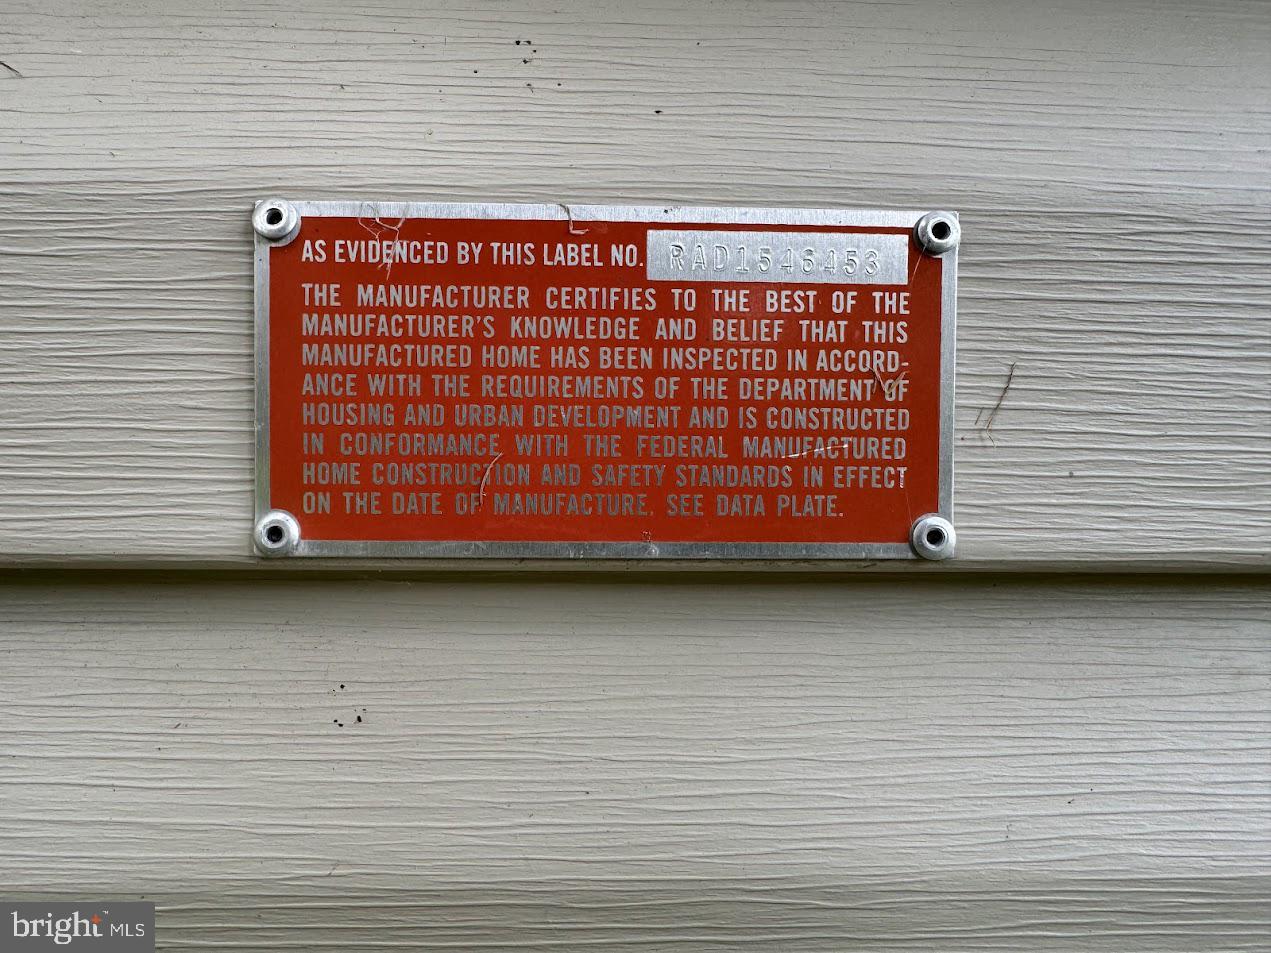 AS EVIDENCED BY THIS LABEL NO. RAD1546453
THE MANUFACTURER CERTIFIES TO THE BEST OF THE
MANUFACTURER'S KNOWLEDGE AND BELIEF THAT THIS
MANUFACTURED HOME HAS BEEN INSPECTED IN ACCORD-
ANCE WITH THE REQUIREMENTS OF THE DEPARTMENT OF
HOUSING AND URBAN DEVELOPMENT AND IS CONSTRUCTED
IN CONFORMANCE WITH THE FEDERAL MANUFACTURED
HOME CONSTRUCTION AND SAFETY STANDARDS IN EFFECT
ON THE DATE OF MANUFACTURE. SEE DATA PLATE.
bright™ MLS